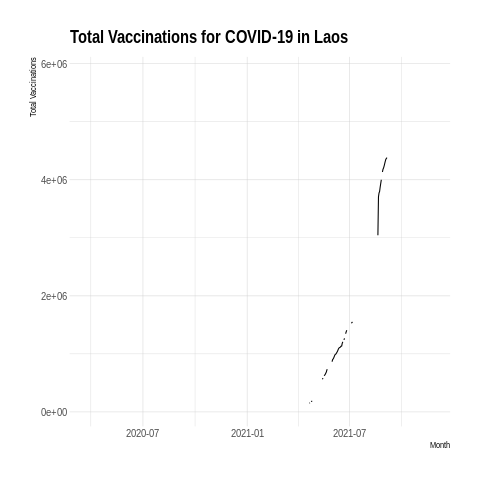 Total Vaccinations for COVID-19 in Laos
Total Vaccinations
6e+06
4e+06
2e+06
0e+00
2020-07
2021-01
2021-07
Month